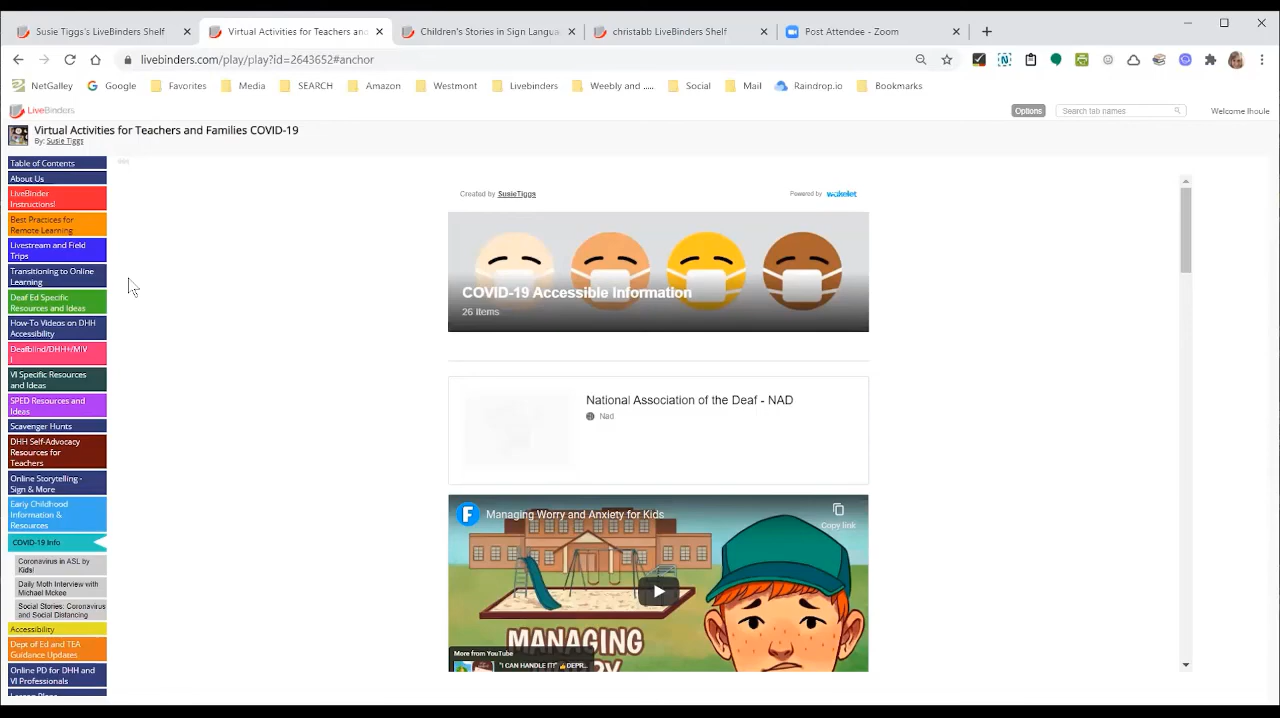 Susie Tiggs LiveBinders Shelf
Virtual Activities for Teachers and
Children's Stories in Sign Langua
christabb LiveBinders Shelf
Post Attendee - Zoom
livebinders.com/play/play?id=2643652#anchor
NetGalley
Google
Favorites
Media
SEARCH
Amazon
Westmont
Livebinders
Weebly and .....
Social
Mail
Raindrop.io
Bookmarks
LiveBinders
Options
Search tab names
Welcome lhoule
Virtual Activities for Teachers and Families COVID-19
By: Susie Tiggs
Table of Contents
About Us
LiveBinder
Instructions!
Best Practices for
Remote Learning
Livestream and Field
Trips
Transitioning to Online
Learning
Deaf Ed Specific
Resources and Ideas
How-To Videos on DHH
Accessibility
Deafblind/DHH+/MIV
I
VI Specific Resources
and Ideas
SPED Resources and
Ideas
Scavenger Hunts
DHH Self-Advocacy
Resources for
Teachers
Online Storytelling -
Sign & More
Early Childhood
Information &
Resources
COVID-19 Info
Coronavirus in ASL by
Kids!
Daily Moth Interview with
Michael Mckee
Social Stories: Coronavirus
and Social Distancing
Accessibility
Dept of Ed and TEA
Guidance Updates
Online PD for DHH and
VI Professionals
Lesson Plans
Created by SusieTiggs
Powered by wakelet
COVID-19 Accessible Information
26 Items
National Association of the Deaf - NAD
Nad
F
Managing Worry and Anxiety for Kids
Copy link
MANAGING
More from YouTube
"I CAN HANDLE IT!" DEPR...